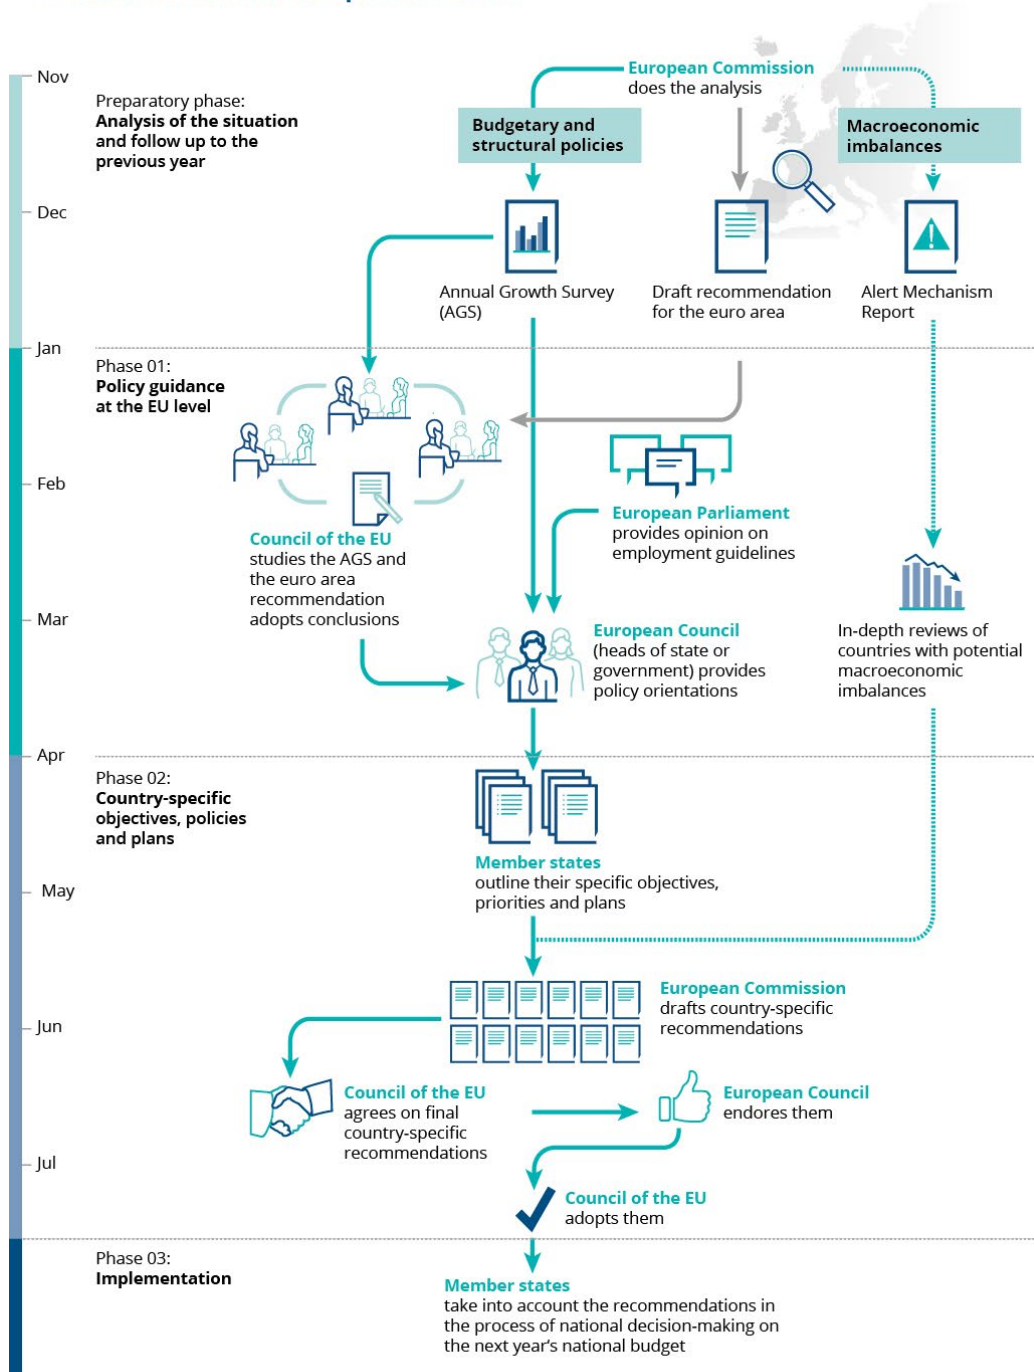 Nov
European Commission
does the analysis
Preparatory phase:
Analysis of the situation
and follow up to the
previous year
Budgetary and
structural policies
Macroeconomic
imbalances
Dec
Annual Growth Survey
(AGS)
Draft recommendation
for the euro area
Alert Mechanism
Report
Jan
Phase 01:
Policy guidance
at the EU level
Feb
European Parliament
provides opinion on
employment guidelines
Council of the EU
studies the AGS and
the euro area
recommendation
adopts conclusions
Mar
European Council
(heads of state or
government) provides
policy orientations
In-depth reviews of
countries with potential
macroeconomic
imbalances
Apr
Phase 02:
Country-specific
objectives, policies
and plans
Member states
outline their specific objectives,
priorities and plans
May
European Commission
drafts country-specific
recommendations
Jun
Council of the EU
agrees on final
country-specific
recommendations
European Council
endores them
Jul
Council of the EU
adopts them
Phase 03:
Implementation
Member states
take into account the recommendations in
the process of national decision-making on
the next year's national budget